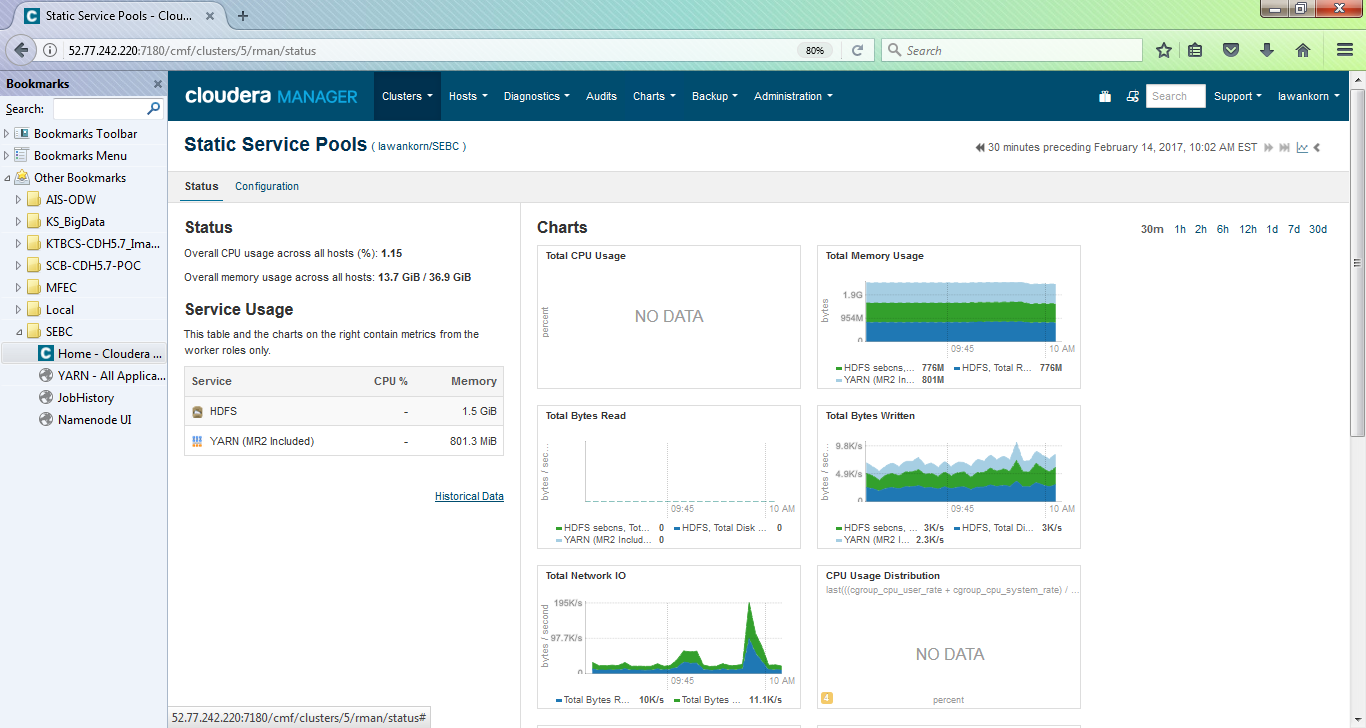 Static Service Pools - Clou...
52.77.242.220:7180/cmf/clusters/5/rman/status
80%
Search
Bookmarks
Search:
Bookmarks Toolbar
Bookmarks Menu
Other Bookmarks
AIS-ODW
KS_BigData
KTBCS-CDH5.7_Ima...
SCB-CDH5.7-POC
MFEC
Local
SEBC
Home - Cloudera ...
YARN - All Applica...
JobHistory
Namenode UI
cloudera MANAGER
Clusters Hosts Diagnostics Audits Charts Backup Administration
Search
Support
lawankorn
Static Service Pools ( lawankorn/SEBC )
30 minutes preceding February 14, 2017, 10:02 AM EST
Status Configuration
Status
Overall CPU usage across all hosts (%): 1.15
Overall memory usage across all hosts: 13.7 GiB / 36.9 GiB
Service Usage
This table and the charts on the right contain metrics from the
worker roles only.
Service CPU % Memory
HDFS - 1.5 GiB
YARN (MR2 Included) - 801.3 MiB
Historical Data
Charts
30m 1h 2h 6h 12h 1d 7d 30d
Total CPU Usage
percent
NO DATA
Total Memory Usage
bytes
1.9G
954M
0
09:45 10 AM
HDFS sebcns,... 776M HDFS, Total R... 776M
YARN (MR2 In... 801M
Total Bytes Read
bytes / sec...
09:45 10 AM
HDFS sebcns, Tot... 0 HDFS, Total Disk ... 0
YARN (MR2 Includ... 0
Total Bytes Written
bytes / sec...
9.8K/s
4.9K/s
0
09:45 10 AM
HDFS sebcns, ... 3K/s HDFS, Total Di... 3K/s
YARN (MR2 I... 2.3K/s
Total Network IO
bytes / second
195K/s
97.7K/s
0
09:45 10 AM
Total Bytes R... 10K/s Total Bytes ... 11.1K/s
CPU Usage Distribution
last(((cgroup_cpu_user_rate + cgroup_cpu_system_rate) / ...
NO DATA
4
percent
52.77.242.220:7180/cmf/clusters/5/rman/status#